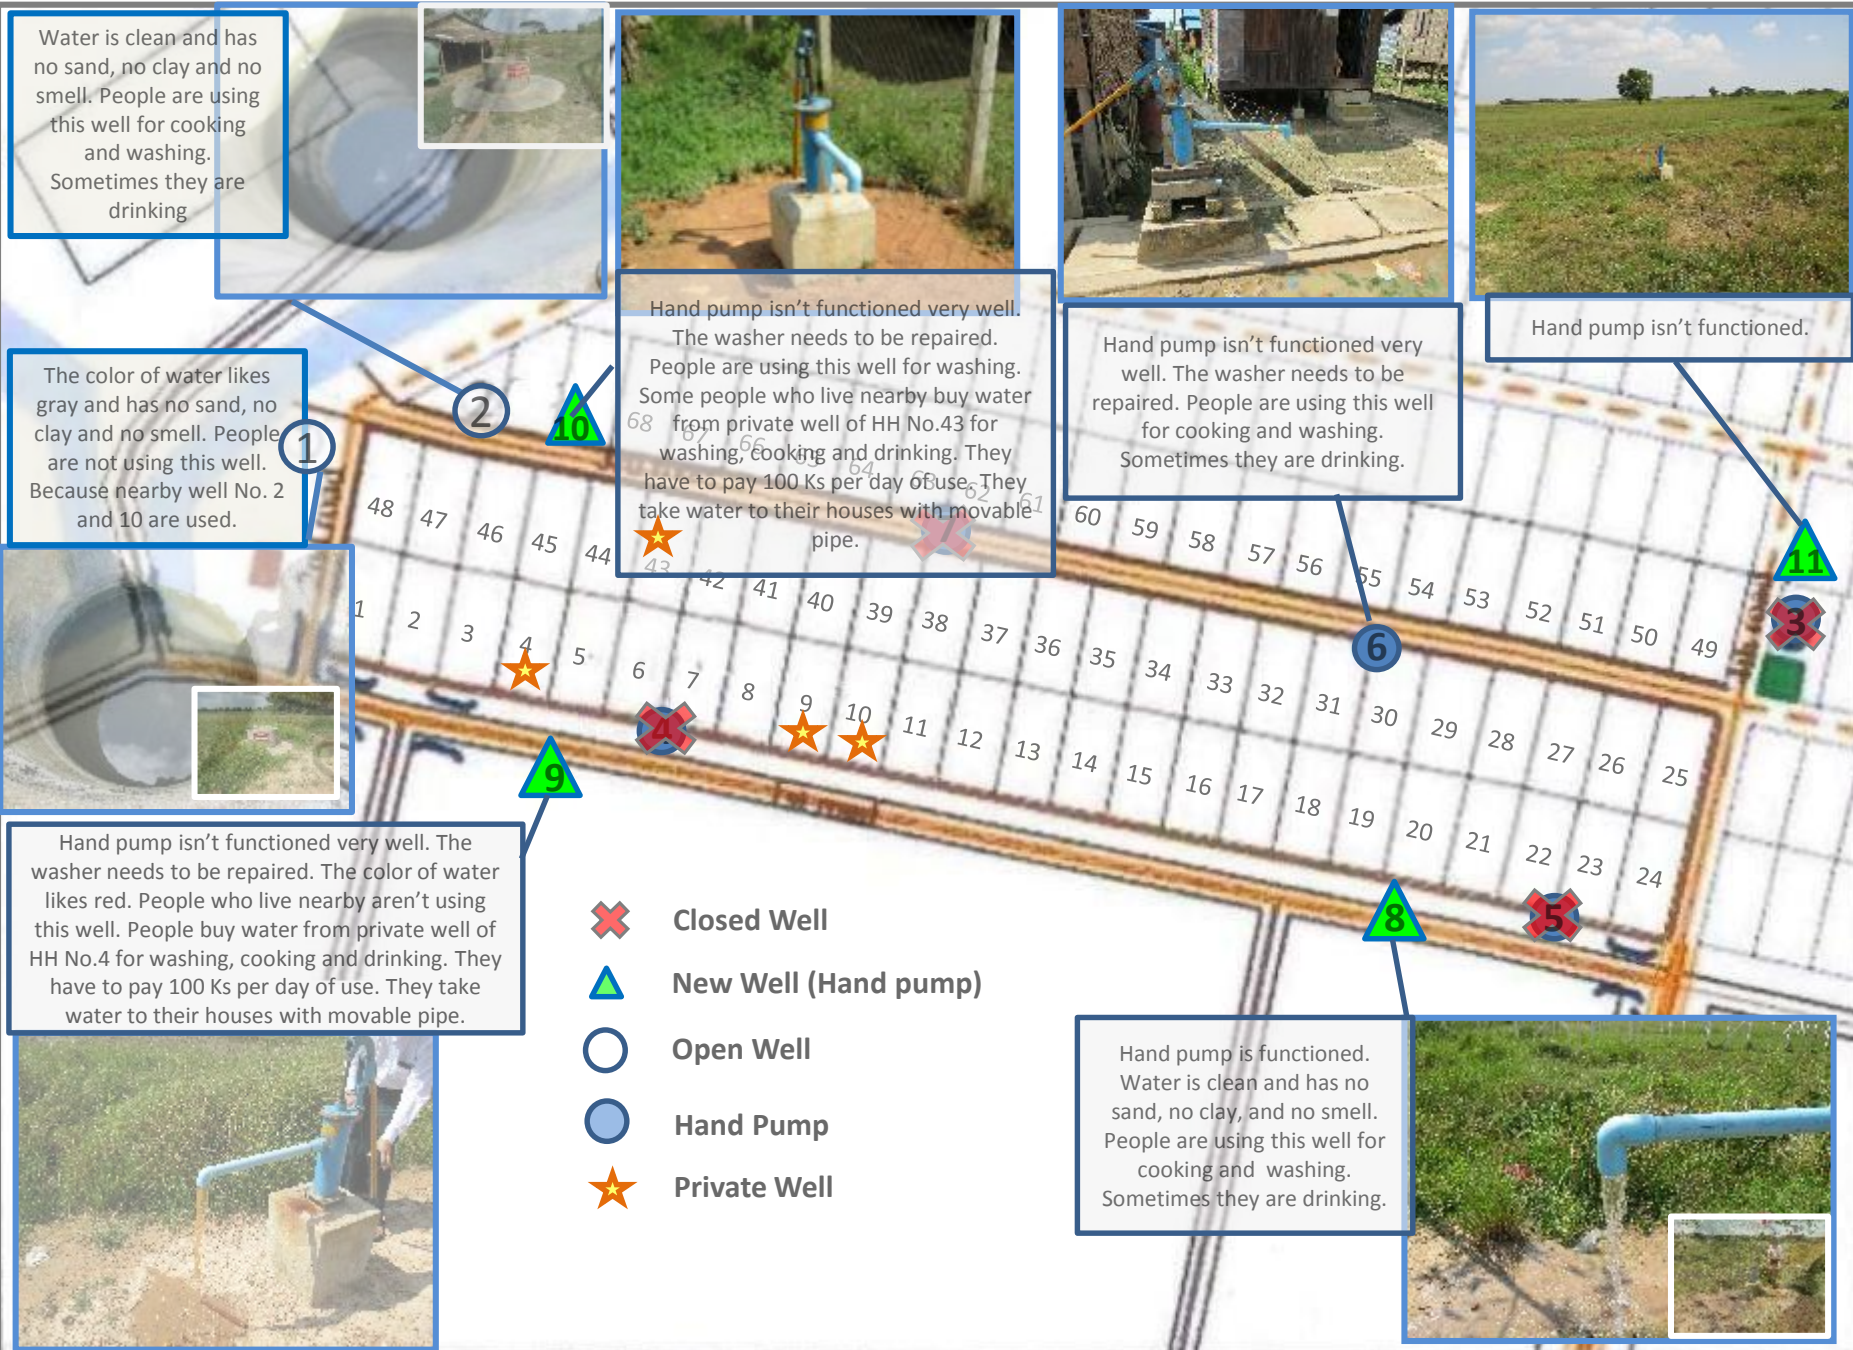 Water is clean and has
no sand, no clay and no
smell. People are using
this well for cooking
and washing.
Sometimes they are
drinking
Hand pump isn't functioned very well.
The washer needs to be repaired.
People are using this well for washing.
Some people who live nearby buy water
from private well of HH No.43 for
washing, cooking and drinking. They
have to pay 100 Ks per day of use. They
take water to their houses with movable
pipe.
Hand pump isn't functioned very
well. The washer needs to be
repaired. People are using this well
for cooking and washing.
Sometimes they are drinking.
Hand pump isn't functioned.
The color of water likes
gray and has no sand, no
clay and no smell. People
are not using this well.
Because nearby well No. 2
and 10 are used.
1
2
10
68 67 66 65 64 63 62 61 60 59 58 57 56 55 54 53 52 51 50 49
11
3
7
6
48 47 46 45 44 43 42 41 40 39 38 37 36 35 34 33 32 31 30 29 28 27 26 25
1 2 3 4 5 6 7 8 9 10 11 12 13 14 15 16 17 18 19 20 21 22 23 24
4
9
8
5
Hand pump isn't functioned very well. The
washer needs to be repaired. The color of water
likes red. People who live nearby aren't using
this well. People buy water from private well of
HH No.4 for washing, cooking and drinking. They
have to pay 100 Ks per day of use. They take
water to their houses with movable pipe.
Closed Well
New Well (Hand pump)
Open Well
Hand Pump
Private Well
Hand pump is functioned.
Water is clean and has no
sand, no clay, and no smell.
People are using this well for
cooking and washing.
Sometimes they are drinking.